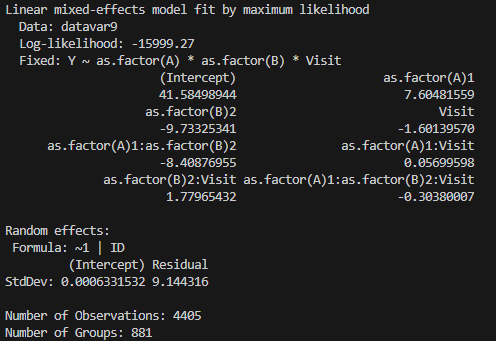 Linear mixed-effects model fit by maximum likelihood
  Data: datavar9
  Log-likelihood: -15999.27
  Fixed: Y ~ as.factor(A) * as.factor(B) * Visit
                      (Intercept)                     as.factor(A)1
                      41.58498944                        7.60481559
                    as.factor(B)2                             Visit
                      -9.73325341                       -1.60139570
      as.factor(A)1:as.factor(B)2               as.factor(A)1:Visit
                      -8.40876955                        0.05699598
              as.factor(B)2:Visit as.factor(A)1:as.factor(B)2:Visit
                       1.77965432                       -0.30380007

Random effects:
 Formula: ~1 | ID
         (Intercept) Residual
StdDev: 0.0006331532 9.144316

Number of Observations: 4405
Number of Groups: 881